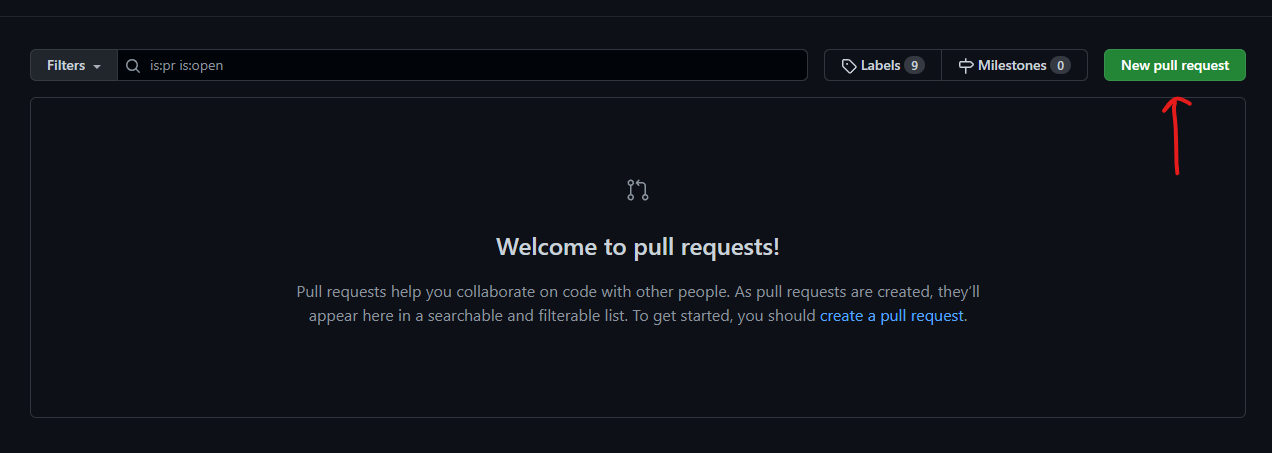 Filters
is:pr is:open
Labels 9
Milestones 0
New pull request
Welcome to pull requests!
Pull requests help you collaborate on code with other people. As pull requests are created, they’ll
appear here in a searchable and filterable list. To get started, you should create a pull request.